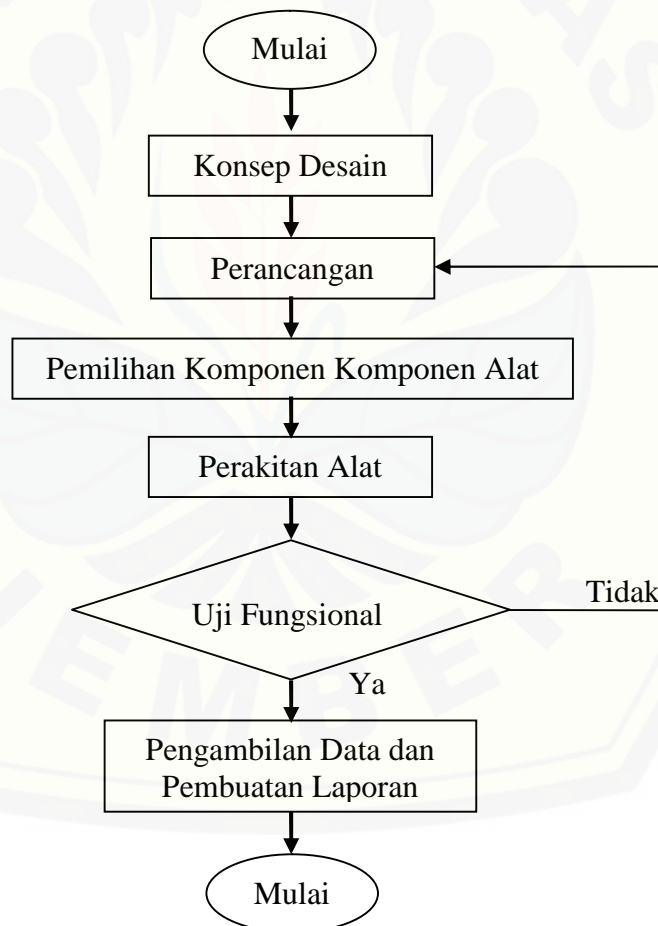 Mulai
Konsep Desain
Perancangan
Pemilihan Komponen Komponen Alat
Perakitan Alat
Uji Fungsional
Tidak
Ya
Pengambilan Data dan
Pembuatan Laporan
Mulai
JEMBER